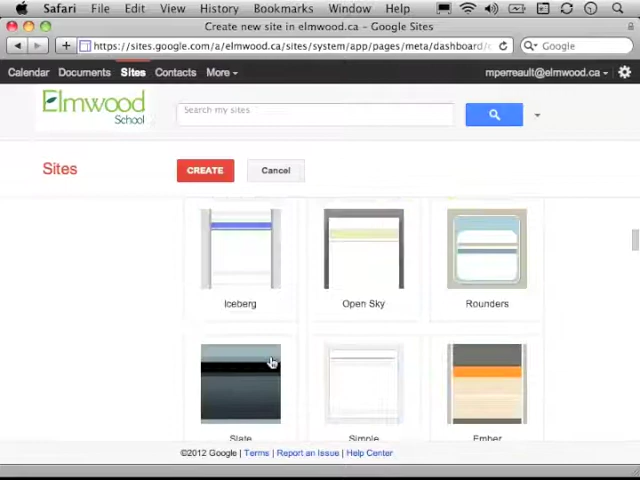 Safari File Edit View History Bookmarks Window Help
Create new site in elmwood.ca – Google Sites
https://sites.google.com/a/elmwood.ca/sites/system/app/pages/meta/dashboard/
Google
Calendar Documents Sites Contacts More
mperreault@elmwood.ca
Elmwood
School
Search my sites
Sites
CREATE
Cancel
Iceberg
Open Sky
Rounders
Slate
Simple
Ember
©2012 Google | Terms | Report an Issue | Help Center